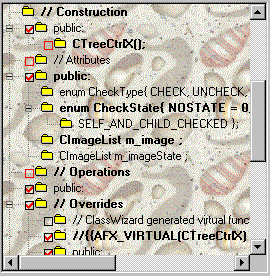 // Construction
public:
CTreeCtrlX();
// Attributes
public:
enum CheckType{ CHECK, UNCHECK,
enum CheckState{ NOSTATE = 0,
SELF_AND_CHILD_CHECKED };
CImageList m_image ;
CImageList m_imageState ;
// Operations
public:
// Overrides
// ClassWizard generated virtual func
//{{AFX_VIRTUAL(CTreeCtrlX)
public: